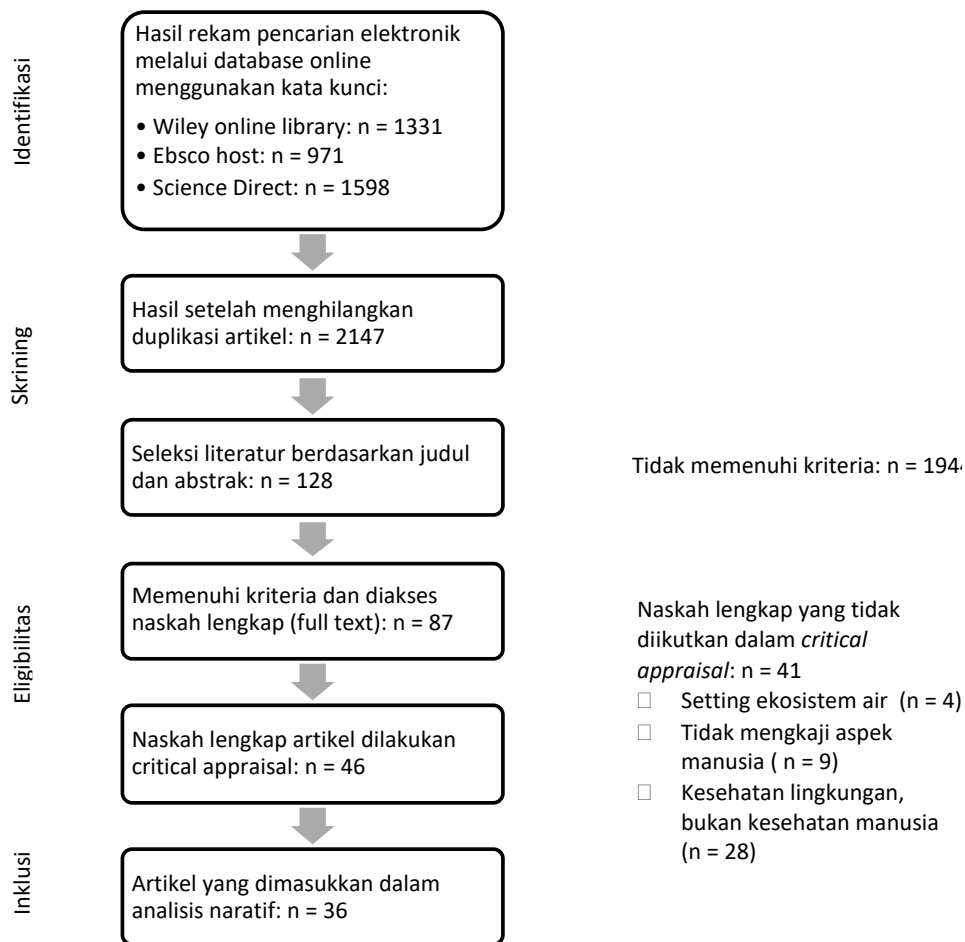 Identifikasi
Hasil rekam pencarian elektronik
melalui database online
menggunakan kata kunci:
• Wiley online library: n = 1331
• Ebsco host: n = 971
• Science Direct: n = 1598
Skrining
Hasil setelah menghilangkan
duplikasi artikel: n = 2147
Seleksi literatur berdasarkan judul
dan abstrak: n = 128
Tidak memenuhi kriteria: n = 1944
Eligibilitas
Memenuhi kriteria dan diakses
naskah lengkap (full text): n = 87
Naskah lengkap artikel dilakukan
critical appraisal: n = 46
Naskah lengkap yang tidak
diikutkan dalam critical
appraisal: n = 41
Setting ekosistem air (n = 4)
Tidak mengkaji aspek
manusia ( n = 9)
Kesehatan lingkungan,
bukan kesehatan manusia
(n = 28)
Inklusi
Artikel yang dimasukkan dalam
analisis naratif: n = 36